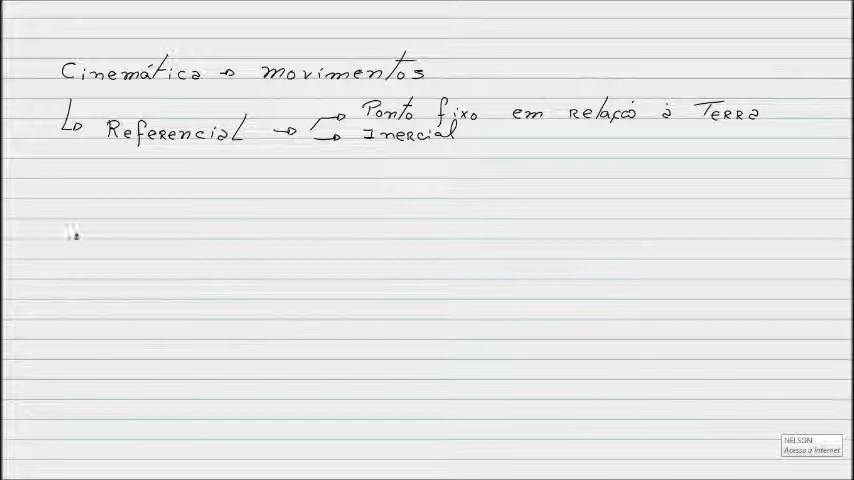 Cinemática → movimentos
↳ Referencial → → Ponto fixo em relação à Terra
→ Inercial
NELSON
Acesso a Internet